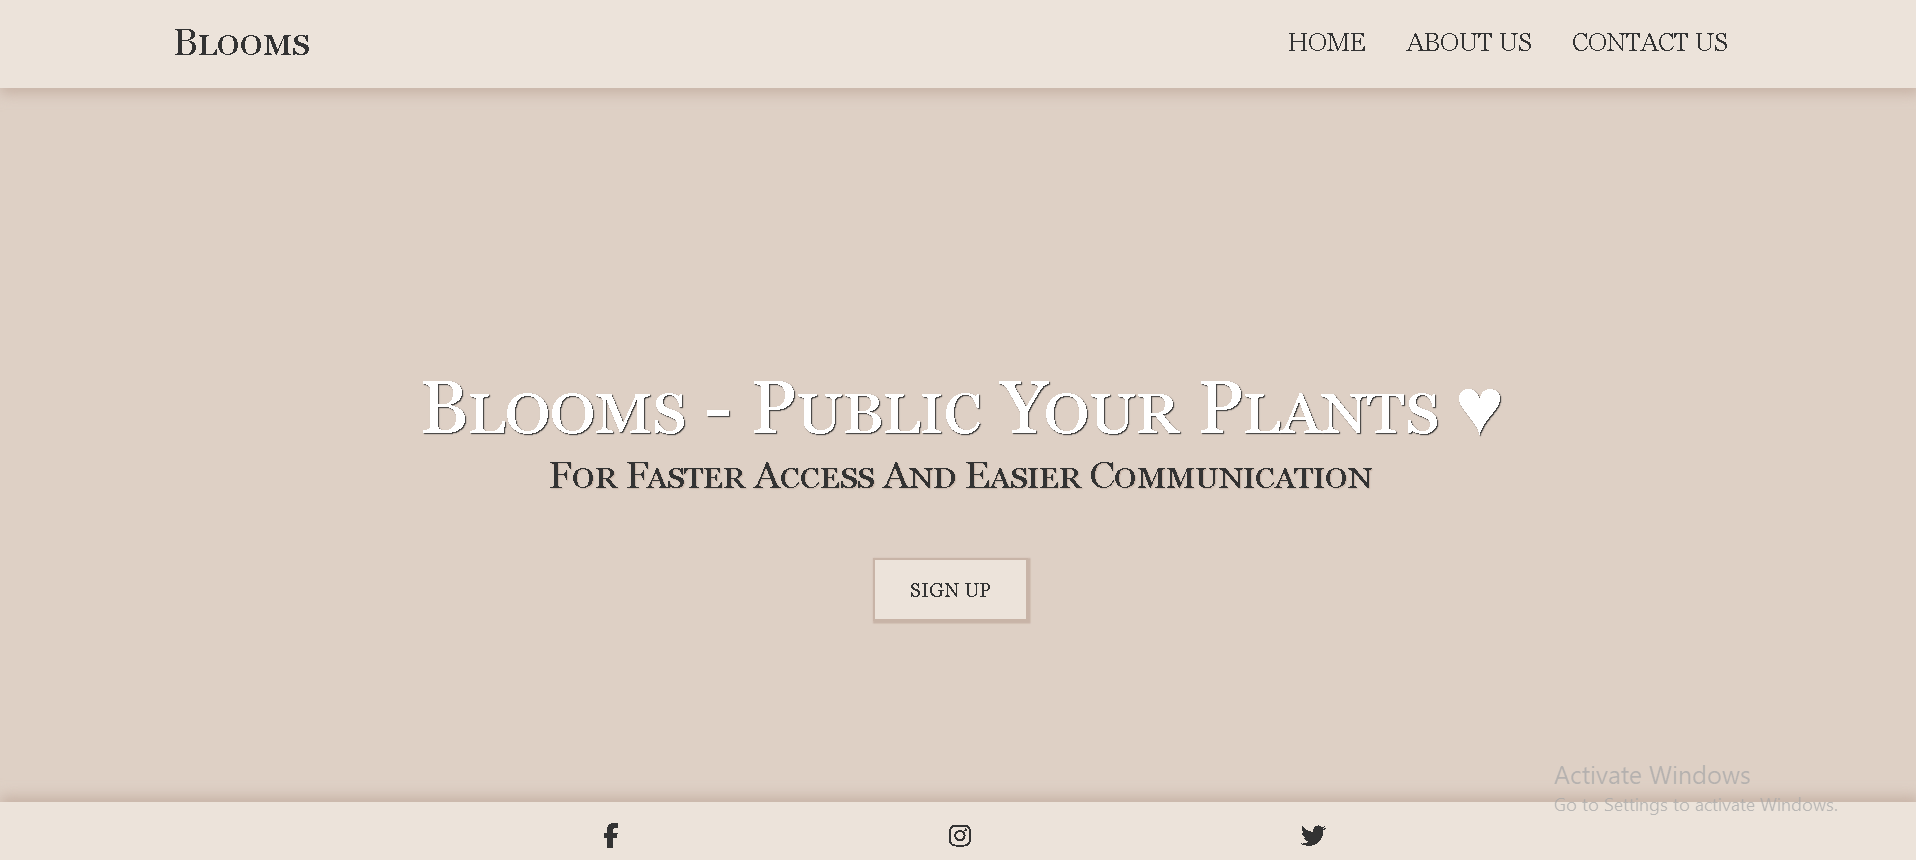 Blooms
HOME ABOUT US CONTACT US
Blooms - Public Your Plants ♥
For Faster Access And Easier Communication
SIGN UP
Activate Windows
Go to Settings to activate Windows.